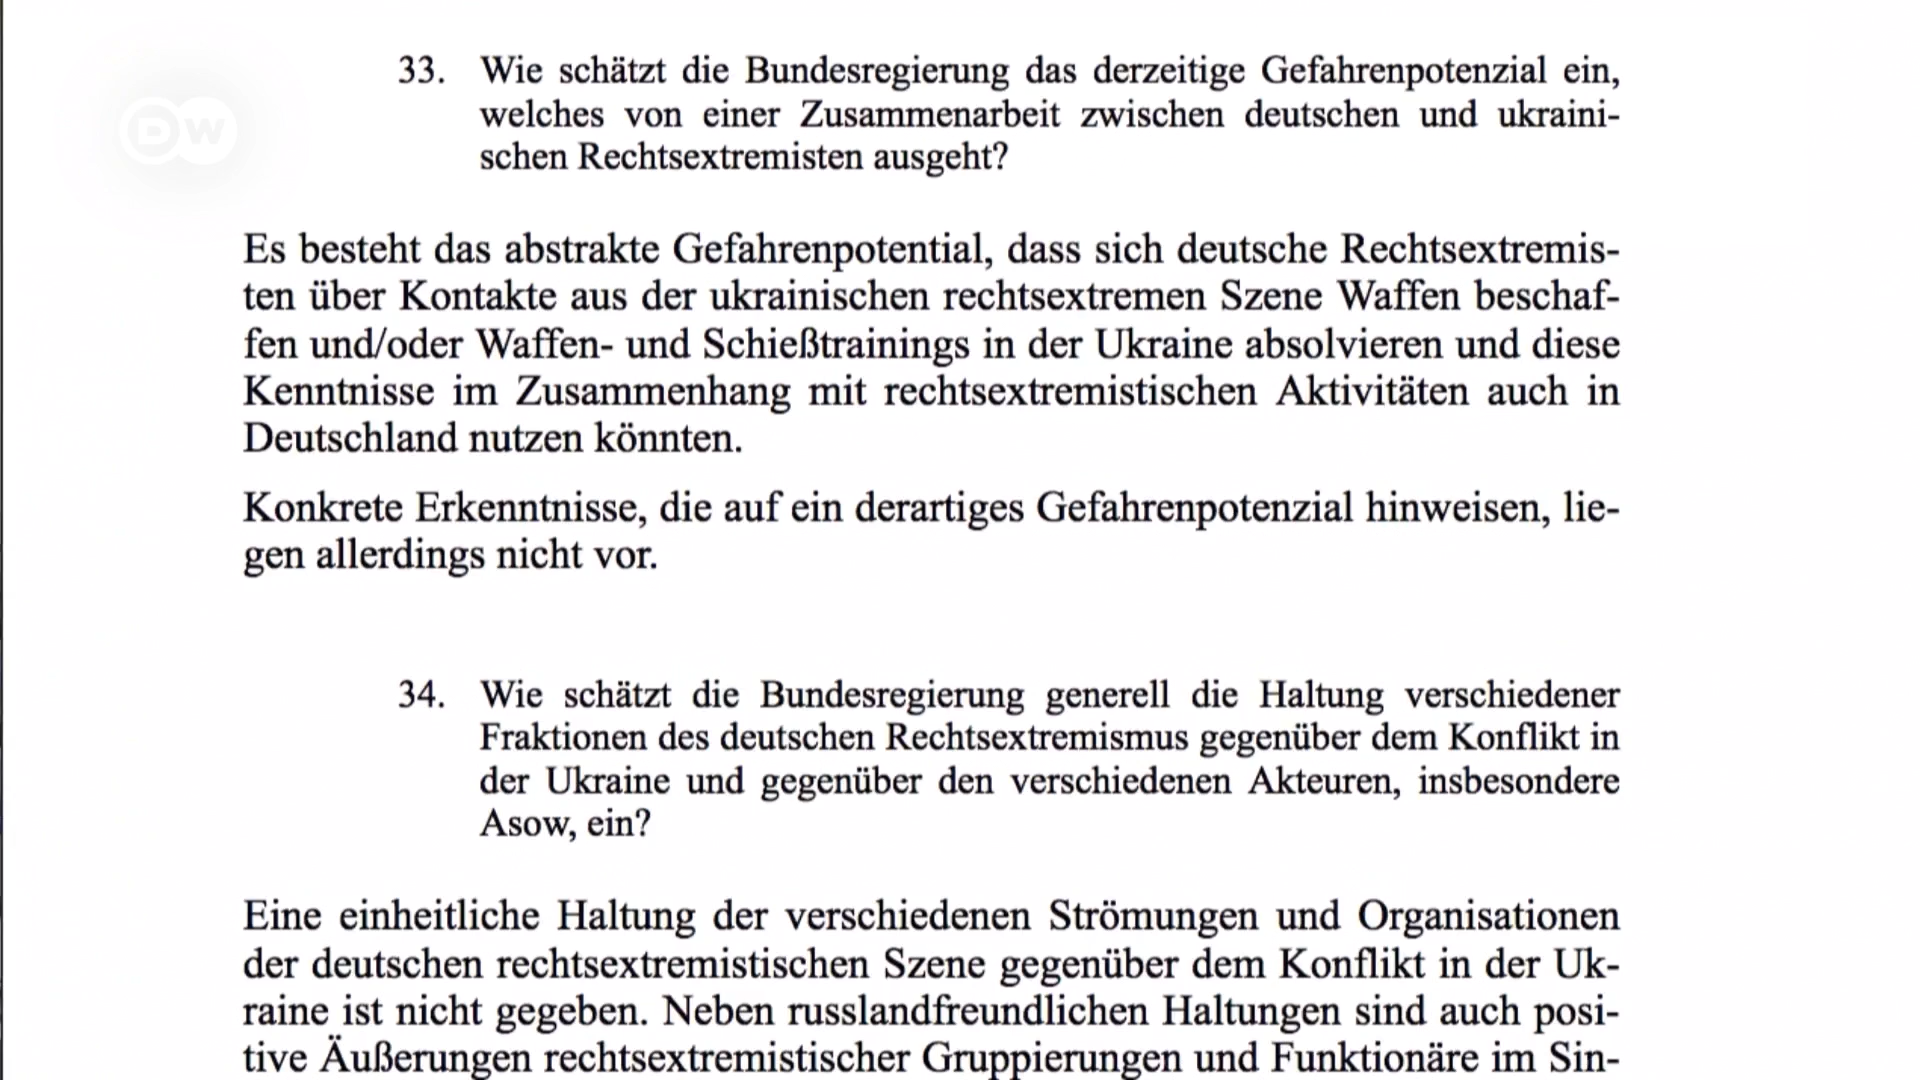 DW
33. Wie schätzt die Bundesregierung das derzeitige Gefahrenpotenzial ein,
welches von einer Zusammenarbeit zwischen deutschen und ukraini-
schen Rechtsextremisten ausgeht?
Es besteht das abstrakte Gefahrenpotential, dass sich deutsche Rechtsextremis-
ten über Kontakte aus der ukrainischen rechtsextremen Szene Waffen beschaf-
fen und/oder Waffen- und Schießtrainings in der Ukraine absolvieren und diese
Kenntnisse im Zusammenhang mit rechtsextremistischen Aktivitäten auch in
Deutschland nutzen könnten.
Konkrete Erkenntnisse, die auf ein derartiges Gefahrenpotenzial hinweisen, lie-
gen allerdings nicht vor.
34. Wie schätzt die Bundesregierung generell die Haltung verschiedener
Fraktionen des deutschen Rechtsextremismus gegenüber dem Konflikt in
der Ukraine und gegenüber den verschiedenen Akteuren, insbesondere
Asow, ein?
Eine einheitliche Haltung der verschiedenen Strömungen und Organisationen
der deutschen rechtsextremistischen Szene gegenüber dem Konflikt in der Uk-
raine ist nicht gegeben. Neben russlandfreundlichen Haltungen sind auch posi-
tive Äußerungen rechtsextremistischer Gruppierungen und Funktionäre im Sin-